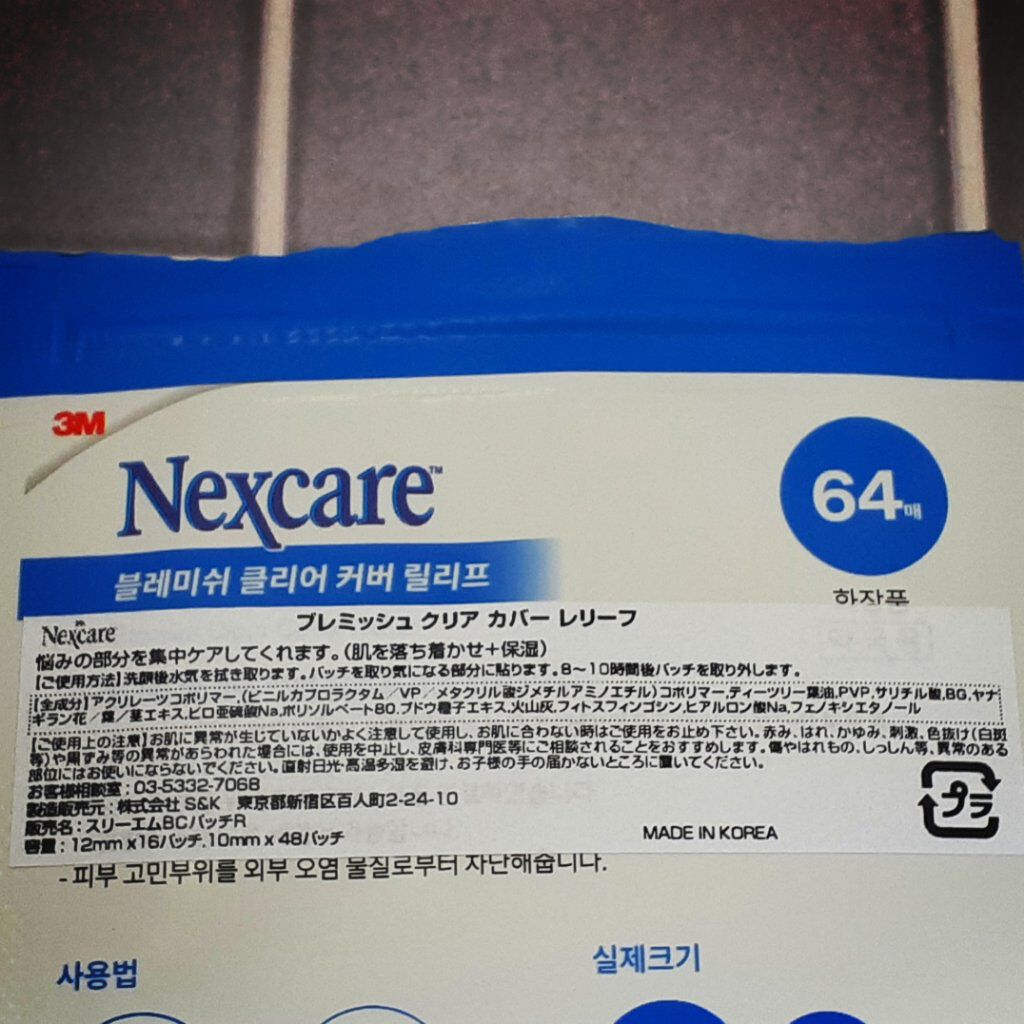 3M
Nexcare™
64매
블레미쉬 클리어 커버 릴리프
화장품
Nexcare
ブレミッシュ クリア カバー レリーフ
悩みの部分を集中ケアしてくれます。(肌を落ち着かせ+保湿)
【ご使用方法】洗顔後水気を拭き取ります。パッチを取り気になる部分に貼ります。8~10時間後パッチを取り外します。
【全成分】アクリレーツコポリマー,(ビニルカプロラクタム/VP/メタクリル酸ジメチルアミノエチル)コポリマー,ティーツリー葉油,PVP,サリチル酸,BG,ヤナ
ギラン花/葉/茎エキス,ピロ亜硫酸Na,ポリソルベート80,ブドウ種子エキス,火山灰,フィトスフィンゴシン,ヒアルロン酸Na,フェノキシエタノール
【ご使用上の注意】お肌に異常が生じていないかよく注意して使用し、お肌に合わない時はご使用をお止め下さい。赤み、はれ、かゆみ、刺激、色抜け(白斑
等)や黒ずみ等の異常があらわれた場合には、使用を中止し、皮膚科専門医等にご相談されることをおすすめします。傷やはれもの、しっしん等、異常のある
部位にはお使いにならないでください。直射日光・高温多湿を避け、お子様の手の届かないところに置いてください。
お客様相談室:03-5332-7068
製造販売元:株式会社 S&K 東京都新宿区百人町2-24-10
販売名:スリーエムBCパッチR
容量:12mm x16パッチ,10mm x 48パッチ
MADE IN KOREA
プラ
- 피부 고민부위를 외부 오염 물질로부터 차단해줍니다.
사용법
실제크기